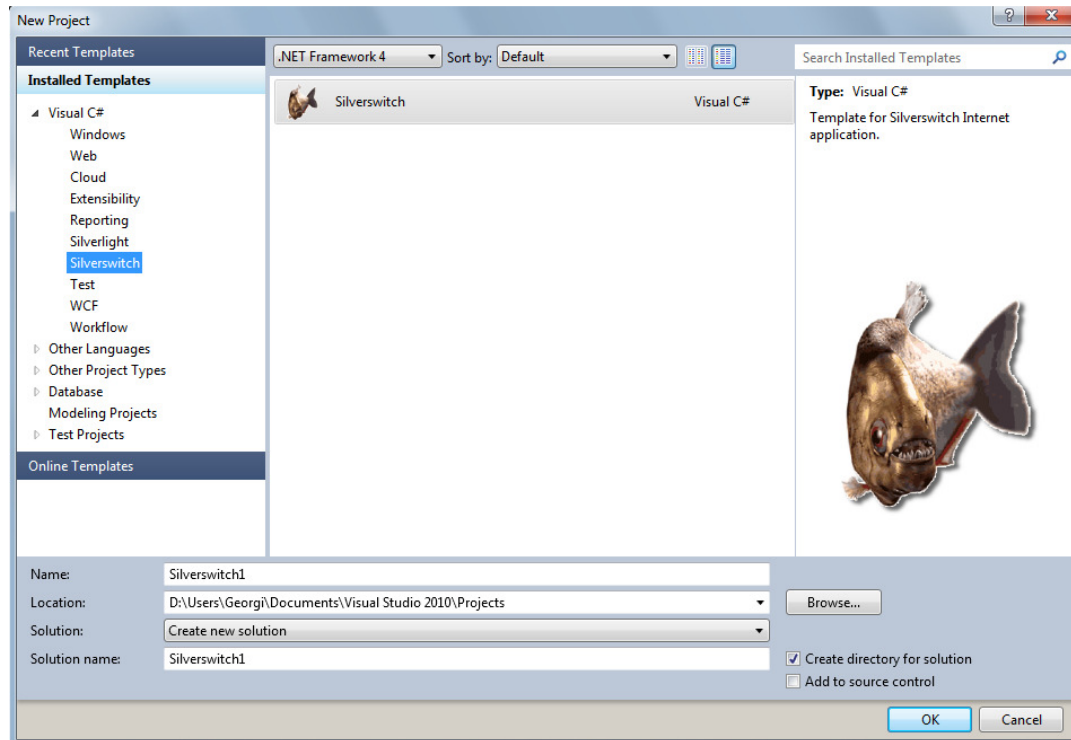 New Project
Recent Templates
Installed Templates
Visual C#
Windows
Web
Cloud
Extensibility
Reporting
Silverlight
Silverswitch
Test
WCF
Workflow
Other Languages
Other Project Types
Database
Modeling Projects
Test Projects
Online Templates
.NET Framework 4 Sort by: Default
Silverswitch Visual C#
Search Installed Templates
Type: Visual C#
Template for Silverswitch Internet
application.
Name: Silverswitch1
Location: D:\Users\Georgi\Documents\Visual Studio 2010\Projects Browse...
Solution: Create new solution
Solution name: Silverswitch1
Create directory for solution
Add to source control
OK Cancel